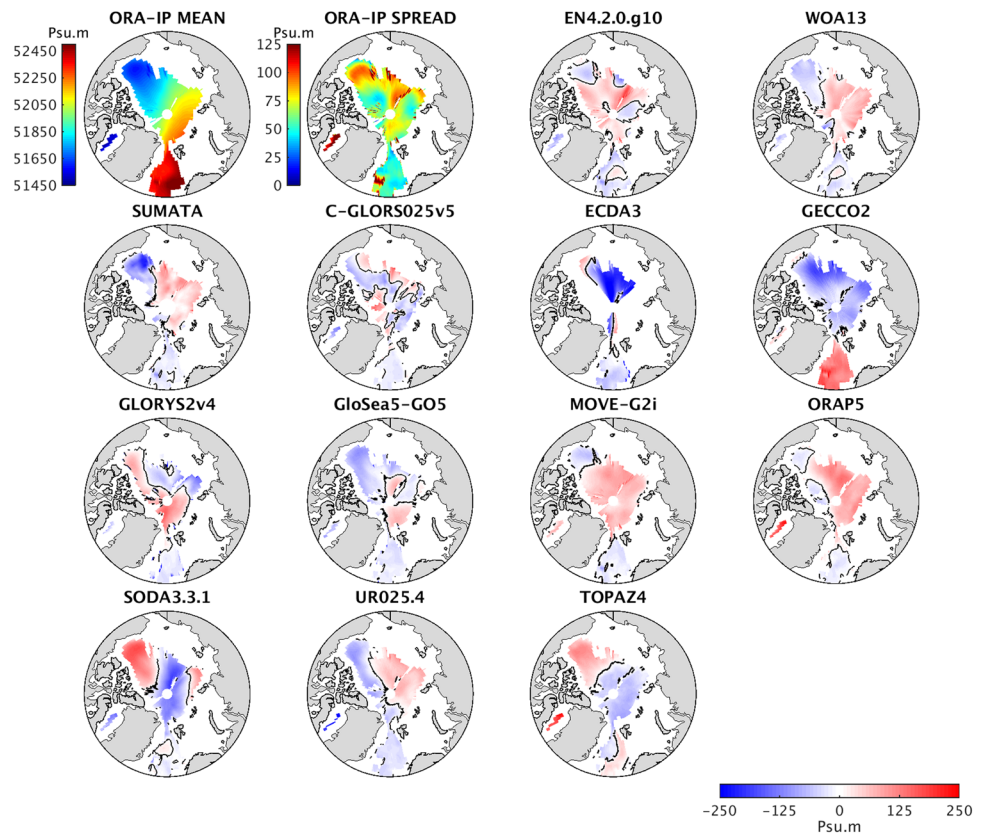 ORA-IP MEAN
ORA-IP SPREAD
EN4.2.0.g10
WOA13
Psu.m
52450
52250
52050
51850
51650
51450
Psu.m
125
100
75
50
25
0
SUMATA
C-GLORS025v5
ECDA3
GECCO2
GLORYS2v4
GloSea5-GO5
MOVE-G2i
ORAP5
SODA3.3.1
UR025.4
TOPAZ4
-250 -125 0 125 250
Psu.m